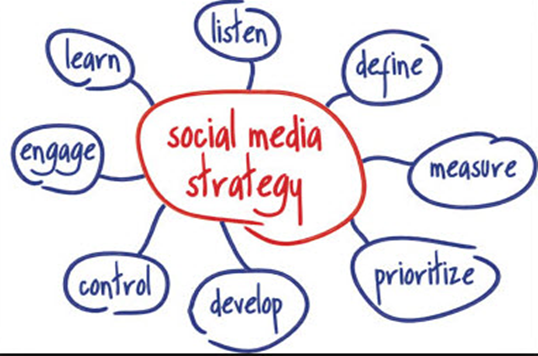 listen
learn
define
social media
strategy
engage
measure
control
develop
prioritize